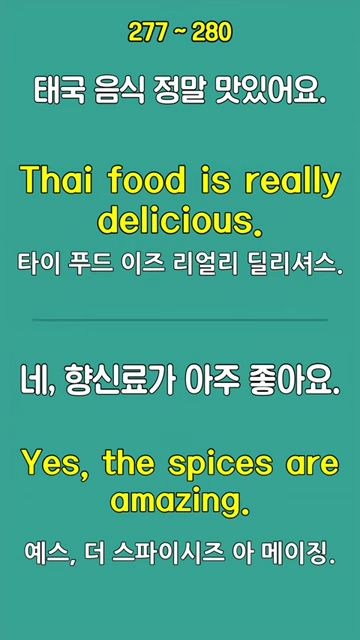 277 ~ 280
태국 음식 정말 맛있어요.
Thai food is really
delicious.
타이 푸드 이즈 리얼리 딜리셔스.
네, 향신료가 아주 좋아요.
Yes, the spices are
amazing.
예스, 더 스파이시즈 아 메이징.